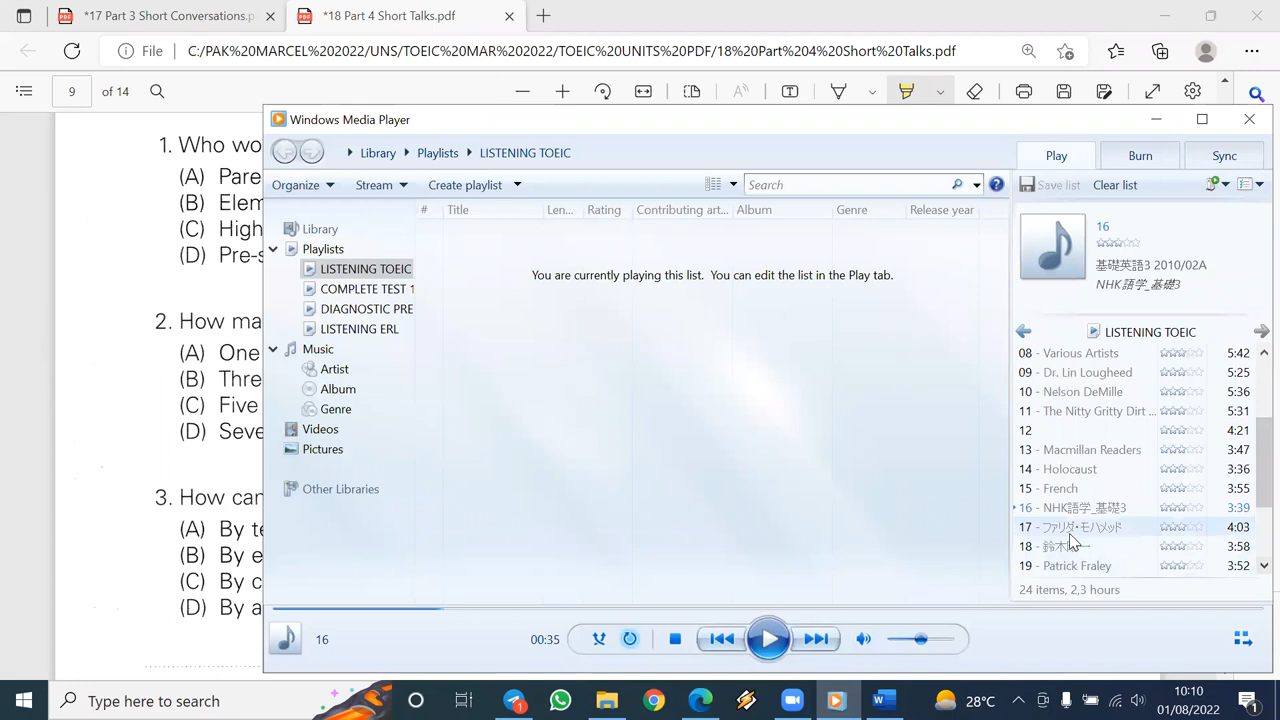 *17 Part 3 Short Conversations.p
*18 Part 4 Short Talks.pdf
File
C:/PAK%20MARCEL%202022/UNS/TOEIC%20MAR%202022/TOEIC%20UNITS%20PDF/18%20Part%204%20Short%20Talks.pdf
9 of 14
1. Who wo
(A) Pare
(B) Elem
(C) High
(D) Pre-s
2. How ma
(A) One
(B) Thre
(C) Five
(D) Seve
3. How can
(A) By te
(B) By e
(C) By c
(D) By a
Windows Media Player
Library Playlists LISTENING TOEIC
Play Burn Sync
Organize Stream Create playlist
Search
Save list Clear list
# Title Len... Rating Contributing art... Album Genre Release year
Library
Playlists
LISTENING TOEIC
COMPLETE TEST 1
DIAGNOSTIC PRE
LISTENING ERL
Music
Artist
Album
Genre
Videos
Pictures
Other Libraries
You are currently playing this list. You can edit the list in the Play tab.
16
基礎英語3 2010/02A
NHK語学_基礎3
LISTENING TOEIC
08 - Various Artists 5:42
09 - Dr. Lin Lougheed 5:25
10 - Nelson DeMille 5:36
11 - The Nitty Gritty Dirt ... 5:31
12 4:21
13 - Macmillan Readers 3:47
14 - Holocaust 3:36
15 - French 3:55
16 - NHK語学_基礎3 3:39
17 - ファリダ・モハメッド 4:03
18 - 鈴木 3:58
19 - Patrick Fraley 3:52
24 items, 2,3 hours
16
00:35
Type here to search
1
28°C
10:10
01/08/2022
1